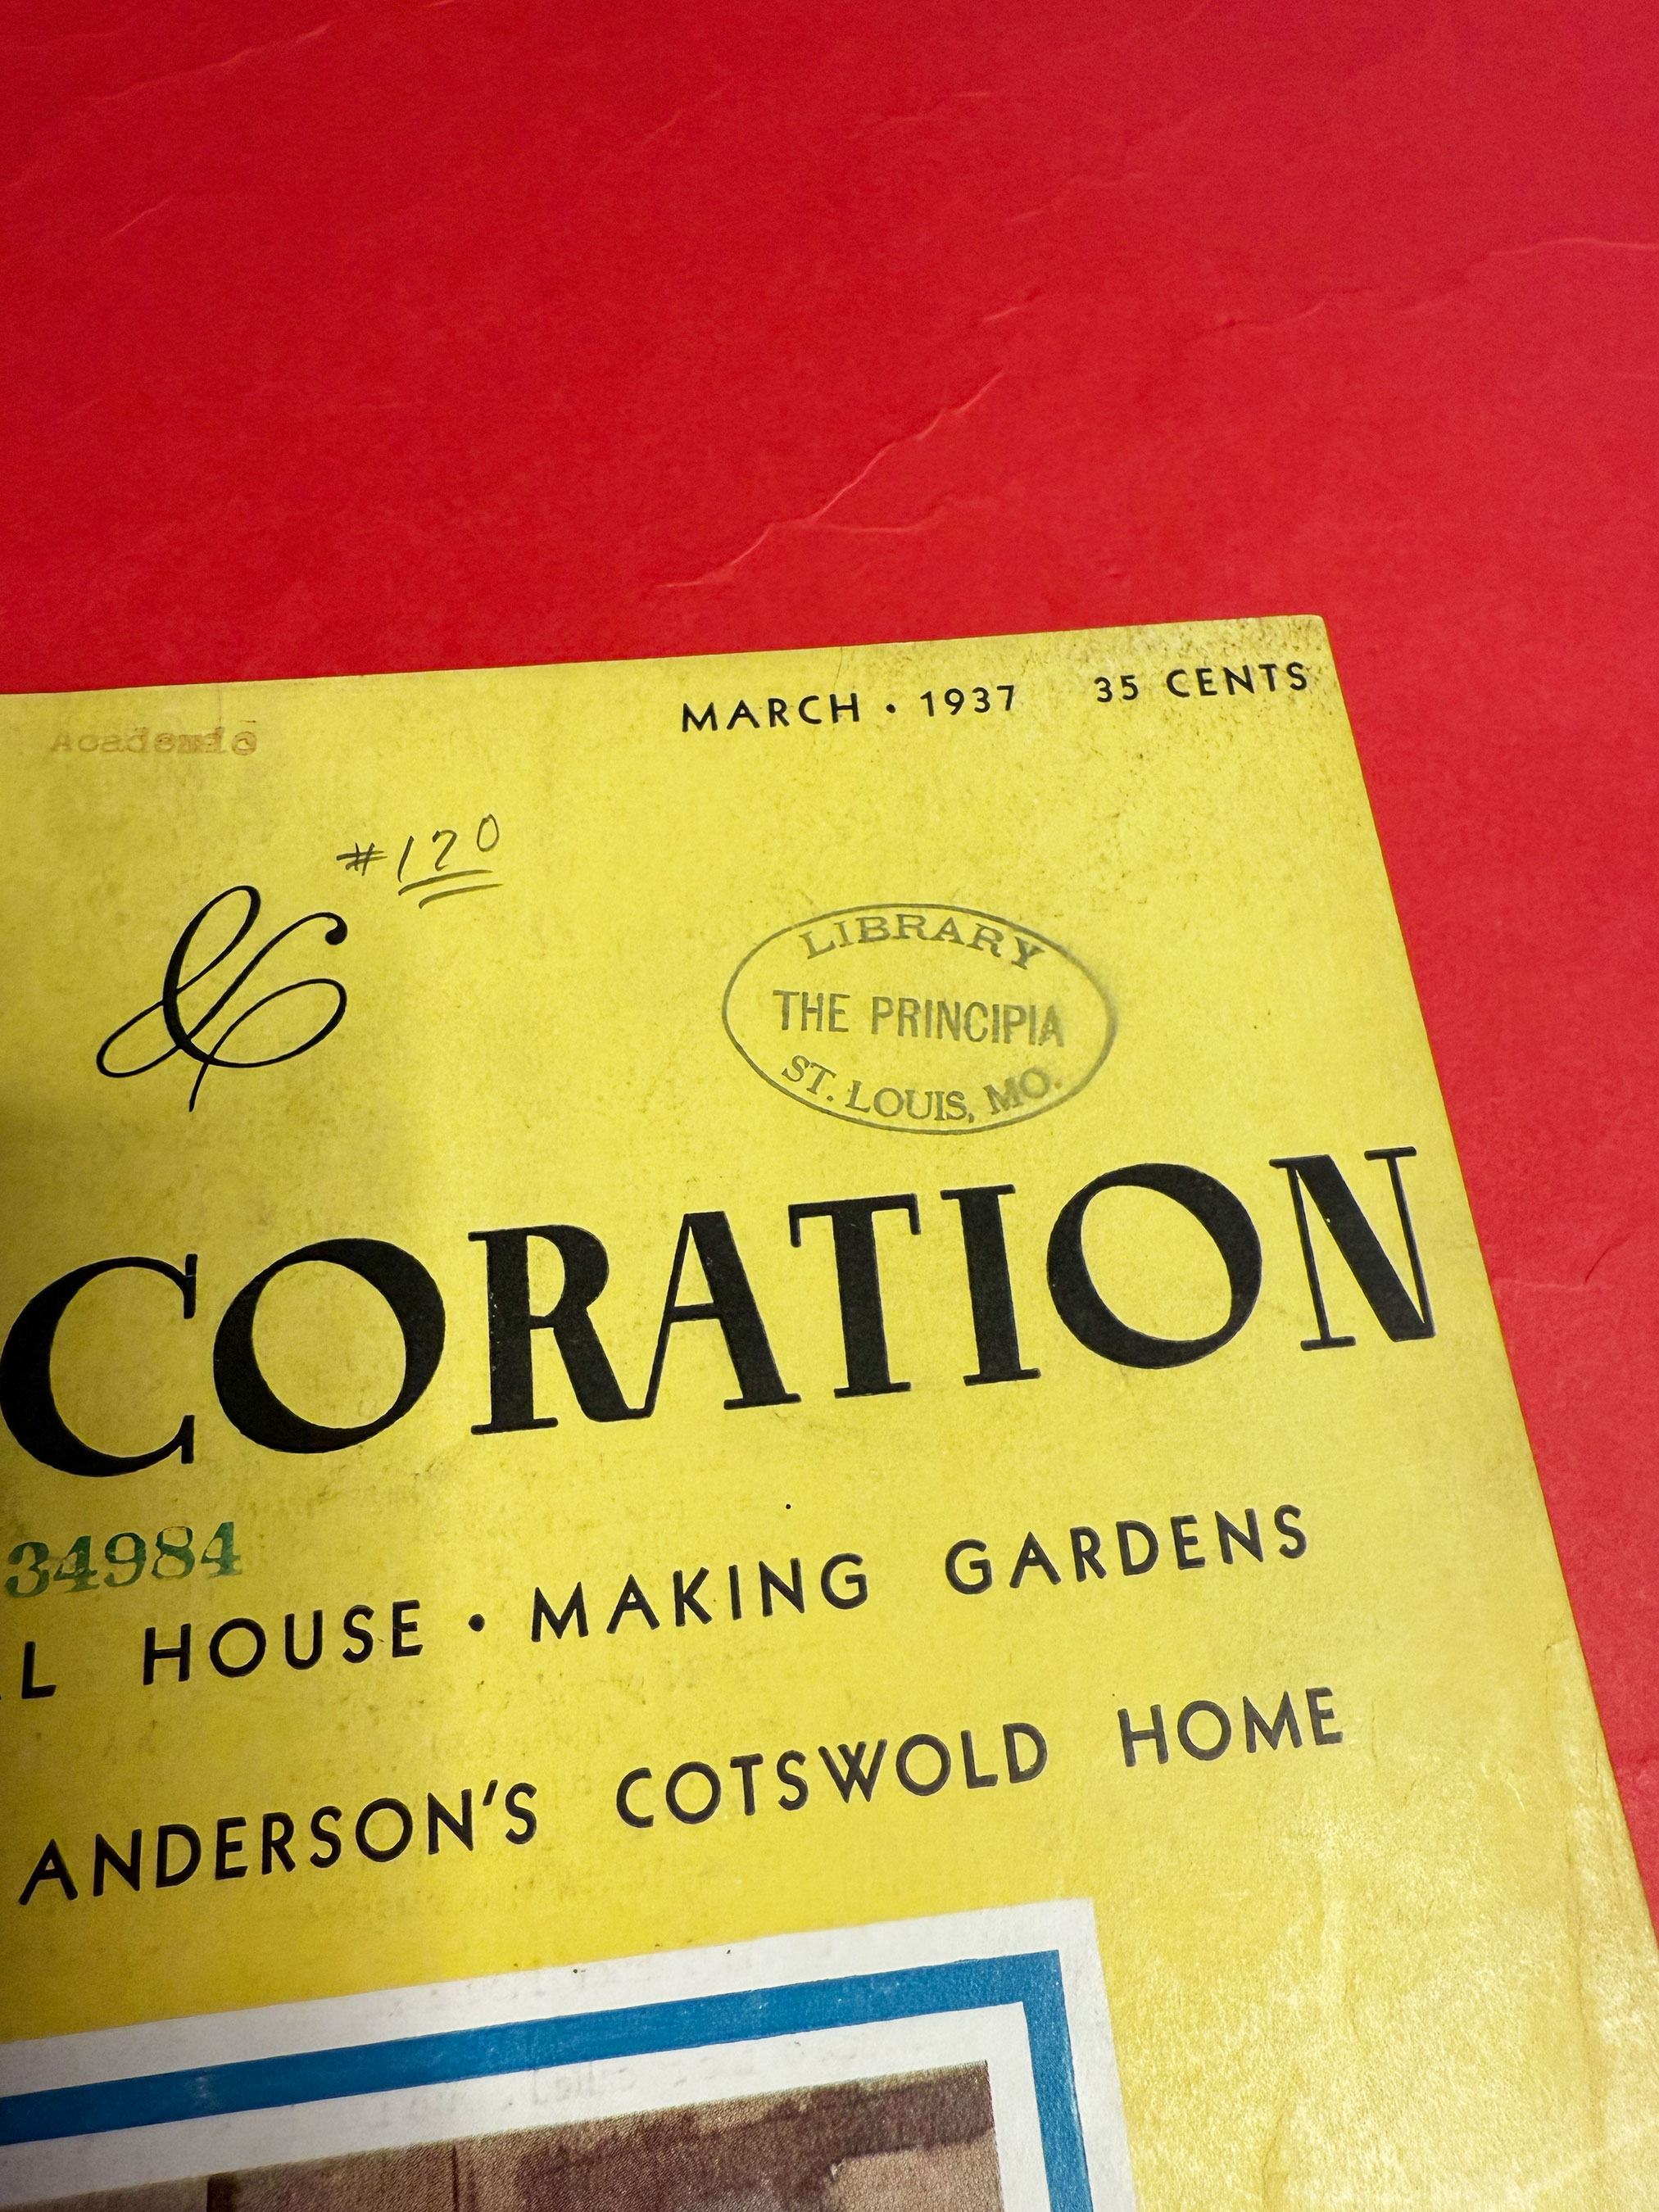 MARCH • 1937 35 CENTS
Academic
#120
&
LIBRARY
THE PRINCIPIA
ST. LOUIS, MO.
CORATION
34984
L HOUSE • MAKING GARDENS
ANDERSON'S COTSWOLD HOME